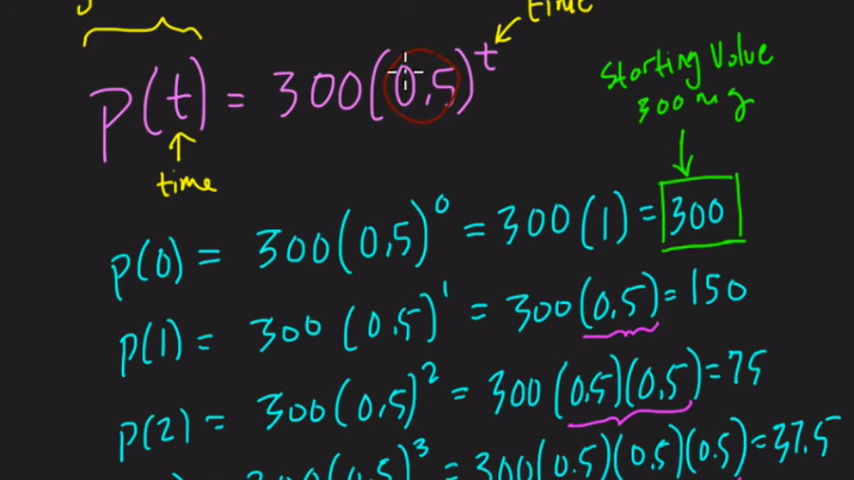 time
P(t) = 300(0.5)^t
Starting Value
300 mg
time
P(0) = 300(0.5)^0 = 300(1) = 300
P(1) = 300(0.5)^1 = 300(0.5) = 150
P(2) = 300(0.5)^2 = 300(0.5)(0.5) = 75
300(0.5)^3 = 300(0.5)(0.5)(0.5) = 37.5